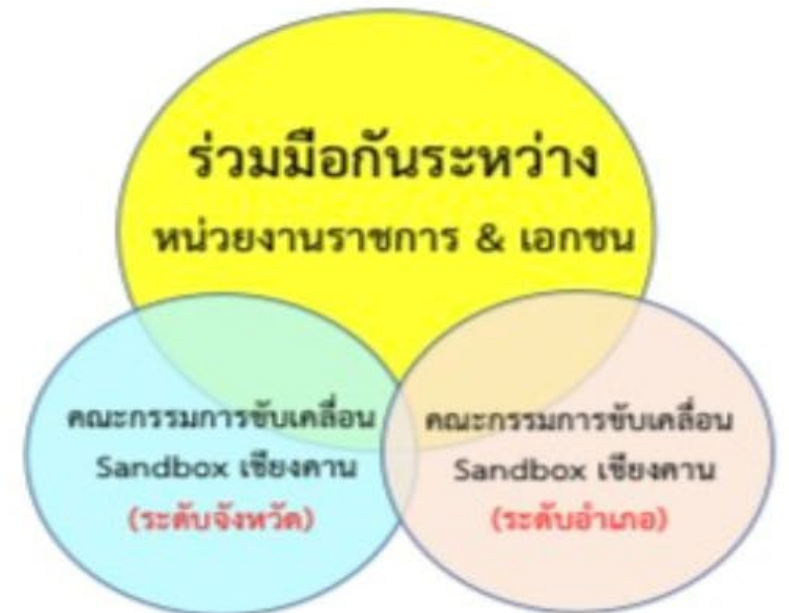 ร่วมมือกันระหว่าง
หน่วยงานราชการ & เอกชน
คณะกรรมการขับเคลื่อน
Sandbox เชียงคาน
(ระดับจังหวัด)
คณะกรรมการขับเคลื่อน
Sandbox เชียงคาน
(ระดับอำเภอ)